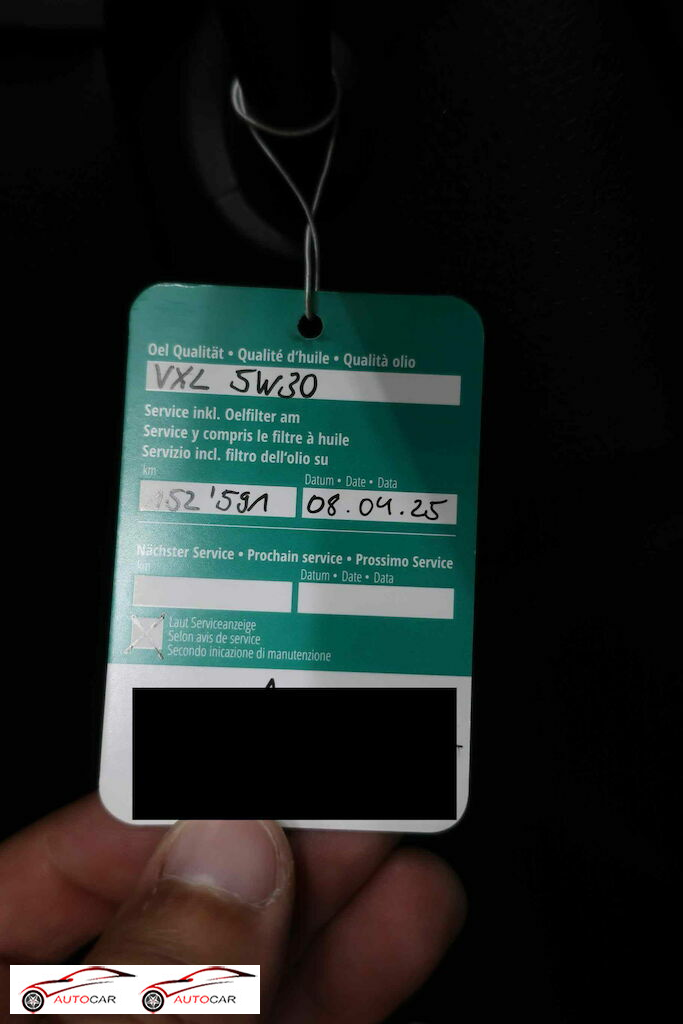 Oel Qualität • Qualité d'huile • Qualità olio
VXL 5W30
Service inkl. Oelfilter am
Service y compris le filtre à huile
Servizio incl. filtro dell'olio su
km
Datum • Date • Data
152'591
08.04.25
Nächster Service • Prochain service • Prossimo Service
km
Datum • Date • Data
Laut Serviceanzeige
Selon avis de service
Secondo inicazione di manutenzione
AUTOCAR AUTOCAR